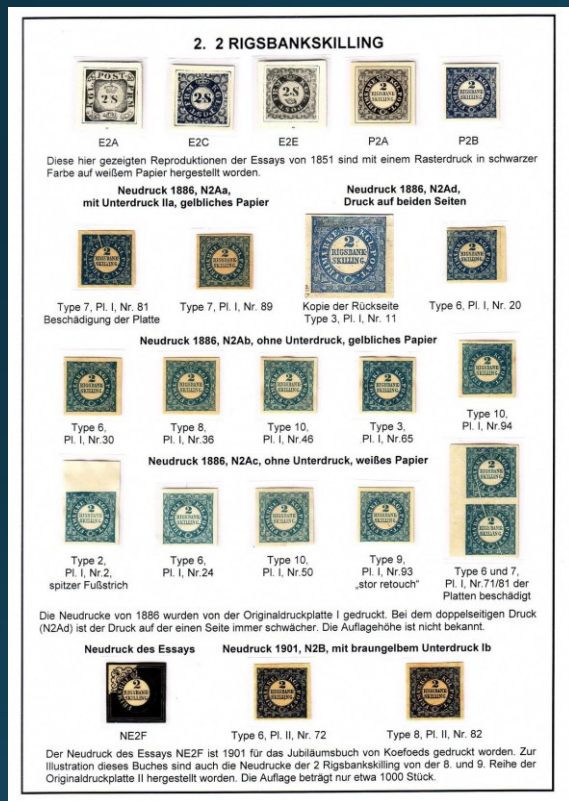 2. 2 RIGSBANKSKILLING
E2A E2C E2E P2A P2B
Diese hier gezeigten Reproduktionen der Essays von 1851 sind mit einem Rasterdruck in schwarzer
Farbe auf weißem Papier hergestellt worden.
Neudruck 1886, N2Aa,
mit Unterdruck IIa, gelbliches Papier
Neudruck 1886, N2Ad,
Druck auf beiden Seiten
Type 7, Pl. I, Nr. 81
Beschädigung der Platte
Type 7, Pl. I, Nr. 89
Kopie der Rückseite
Type 3, Pl. I, Nr. 11
Type 6, Pl. I, Nr. 20
Neudruck 1886, N2Ab, ohne Unterdruck, gelbliches Papier
Type 6,
Pl. I, Nr.30
Type 8,
Pl. I, Nr.36
Type 10,
Pl. I, Nr.46
Type 3,
Pl. I, Nr.65
Type 10,
Pl. I, Nr.94
Neudruck 1886, N2Ac, ohne Unterdruck, weißes Papier
Type 2,
Pl. I, Nr.2,
spitzer Fußstrich
Type 6,
Pl. I, Nr.24
Type 10,
Pl. I, Nr.50
Type 9,
Pl. I, Nr.93
„stor retouch"
Type 6 und 7,
Pl. I, Nr.71/81 der
Platten beschädigt
Die Neudrucke von 1886 wurden von der Originaldruckplatte I gedruckt. Bei dem doppelseitigen Druck
(N2Ad) ist der Druck auf der einen Seite immer schwächer. Die Auflagehöhe ist nicht bekannt.
Neudruck des Essays
Neudruck 1901, N2B, mit braungelbem Unterdruck Ib
NE2F
Type 6, Pl. II, Nr. 72
Type 8, Pl. II, Nr. 82
Der Neudruck des Essays NE2F ist 1901 für das Jubiläumsbuch von Koefoeds gedruckt worden. Zur
Illustration dieses Buches sind auch die Neudrucke der 2 Rigsbankskilling von der 8. und 9. Reihe der
Originaldruckplatte II hergestellt worden. Die Auflage beträgt nur etwa 1000 Stück.